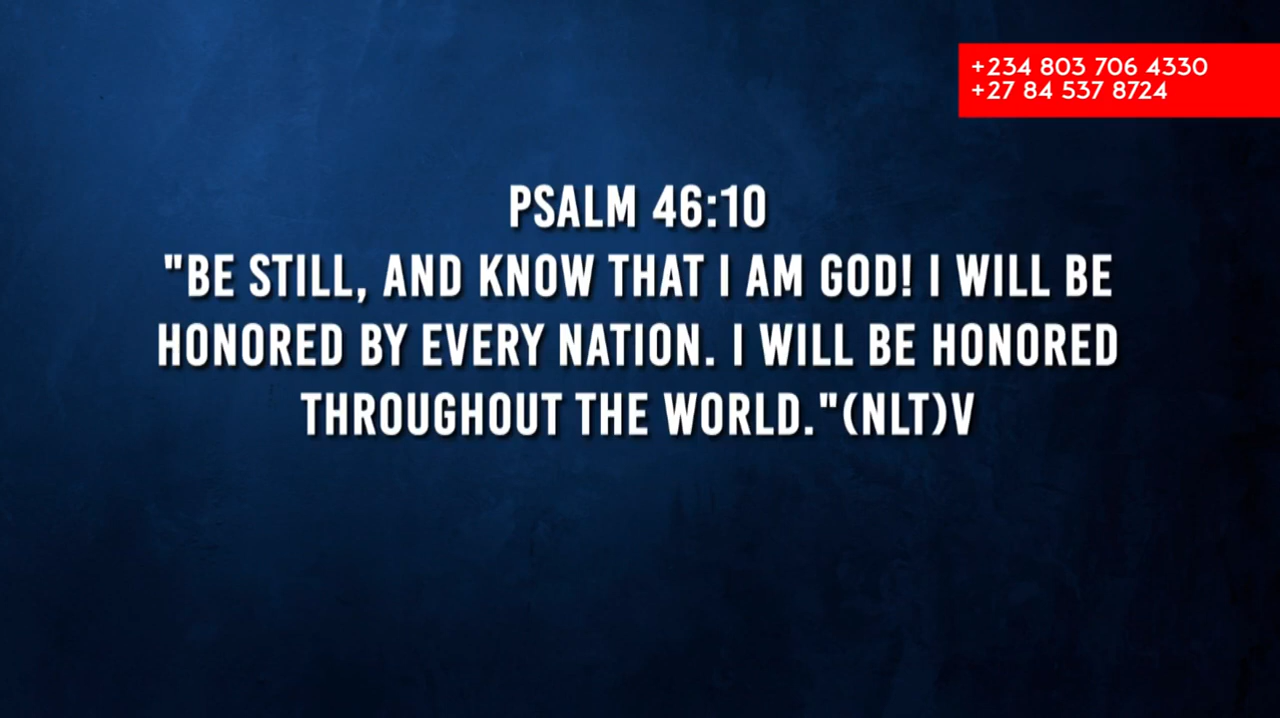 +234 803 706 4330
+27 84 537 8724
PSALM 46:10
"BE STILL, AND KNOW THAT I AM GOD! I WILL BE
HONORED BY EVERY NATION. I WILL BE HONORED
THROUGHOUT THE WORLD."(NLT)V